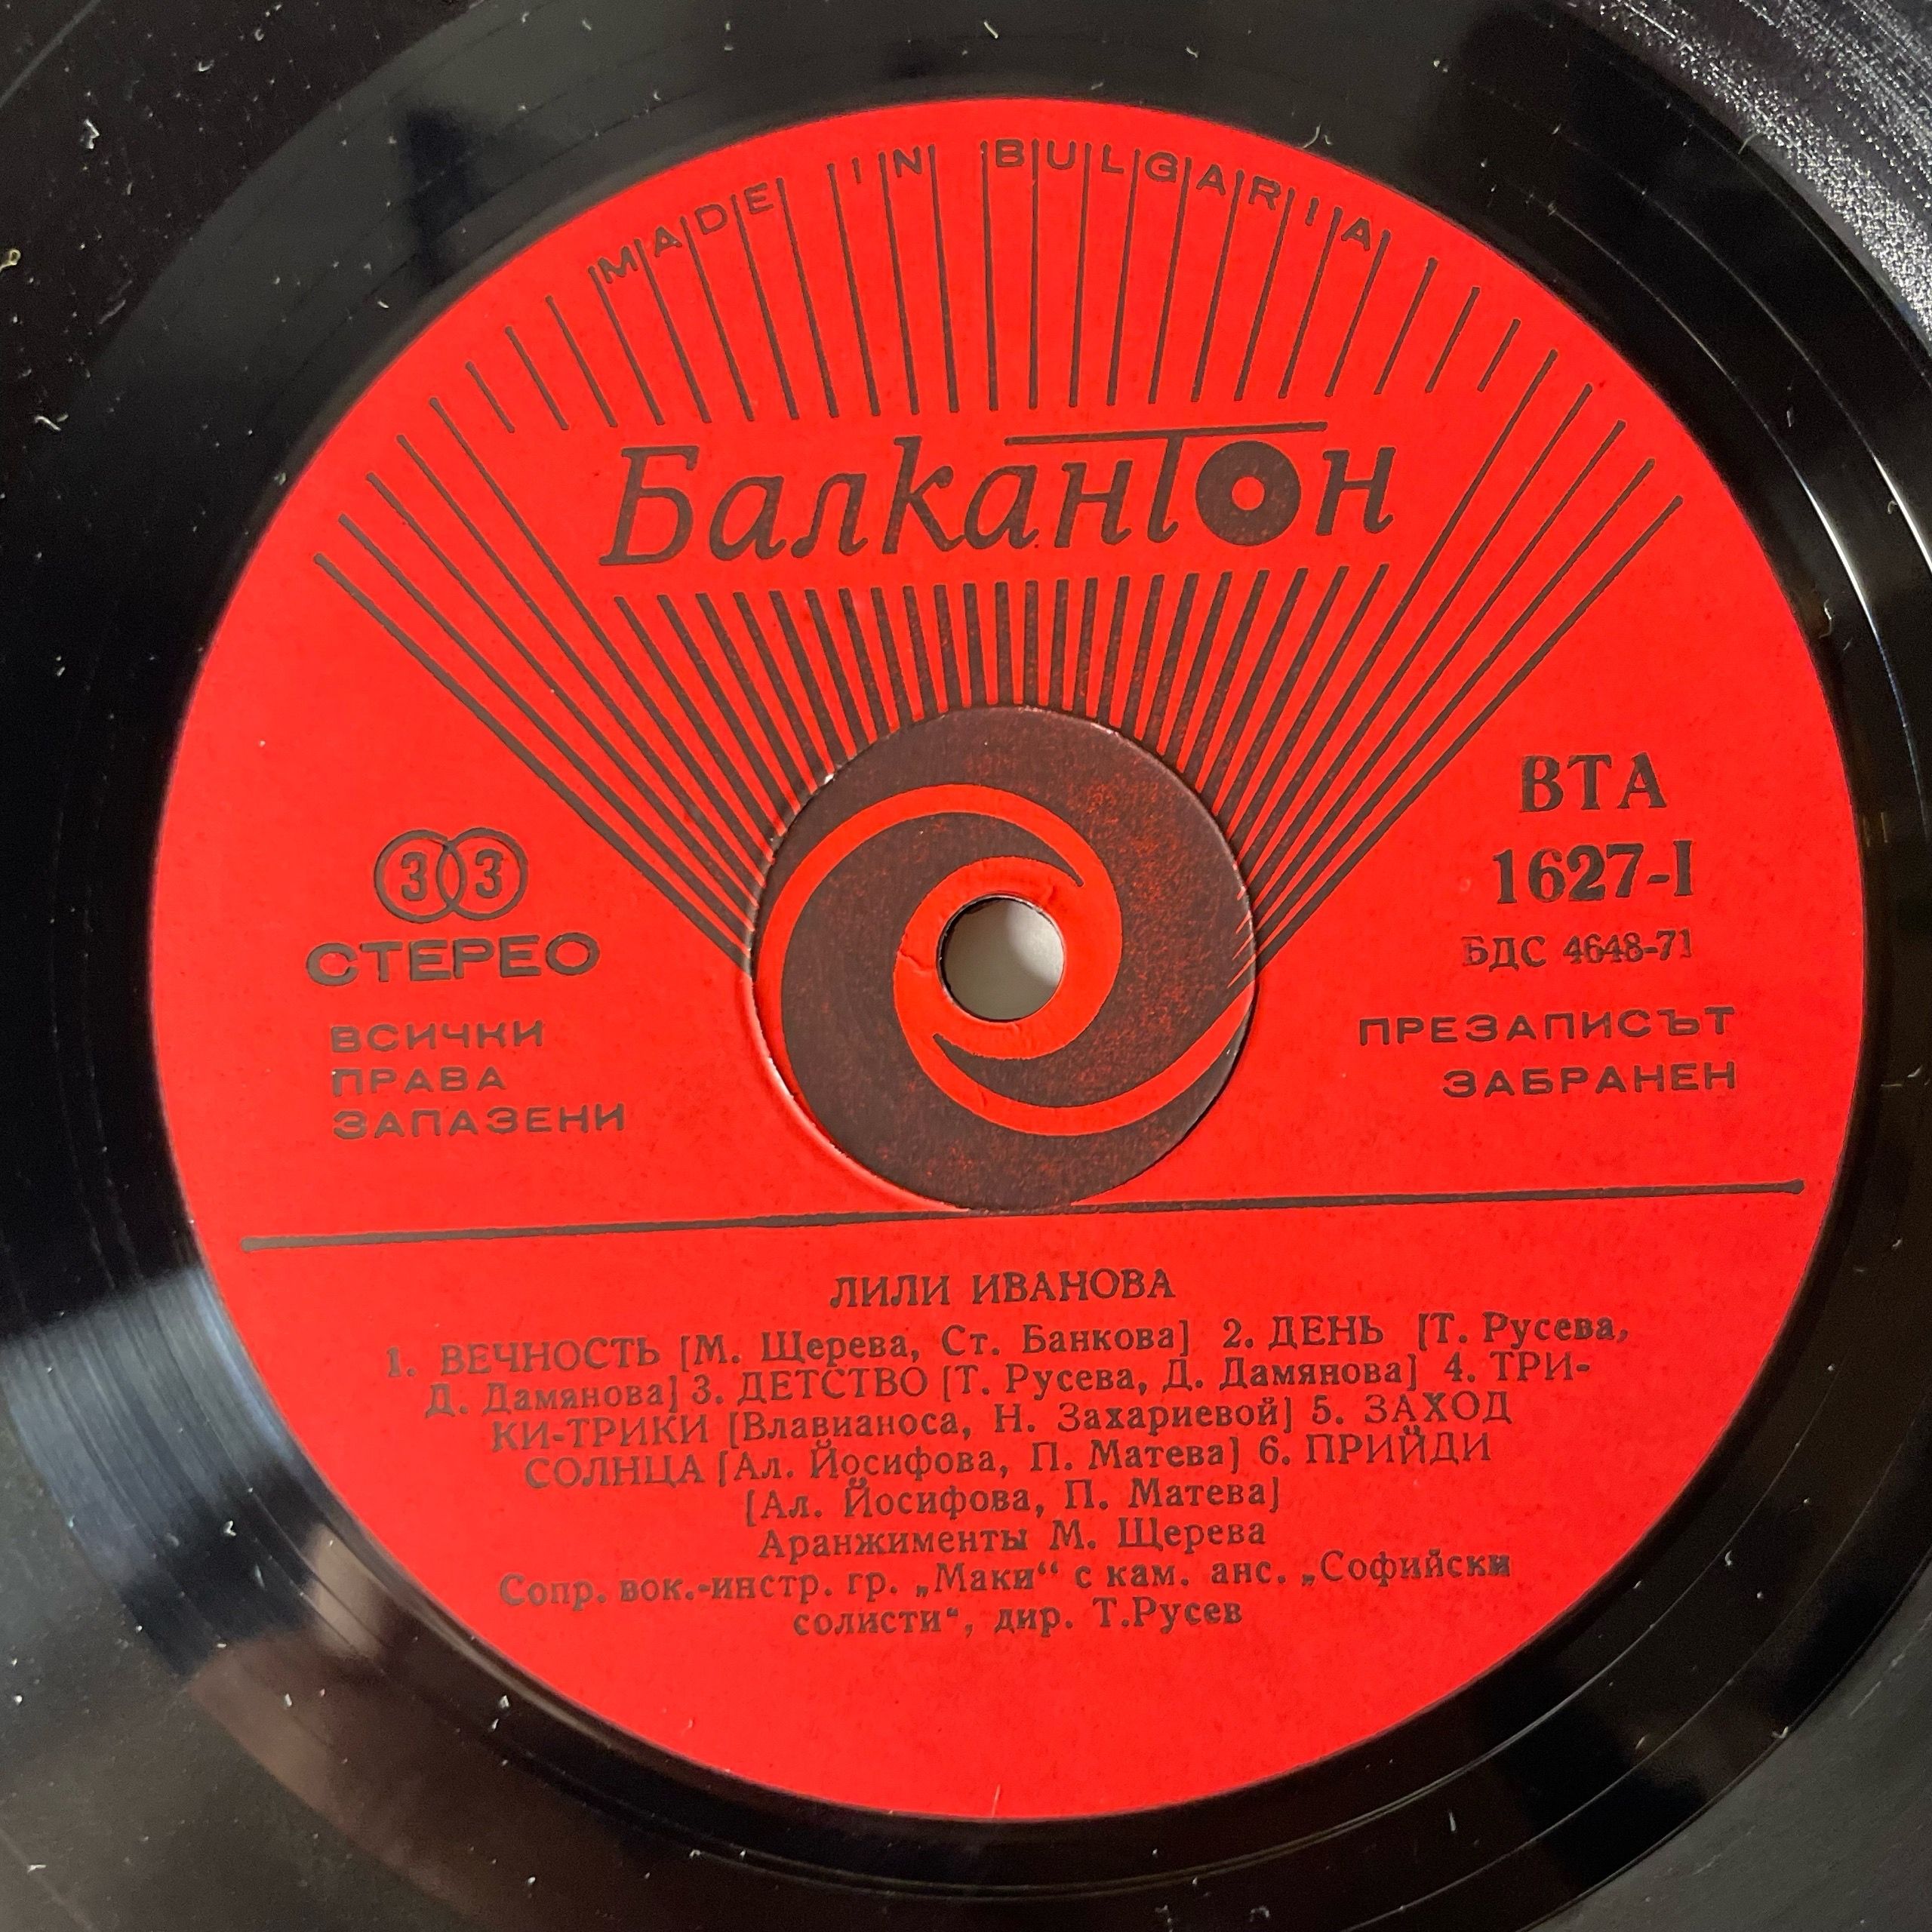 MADE IN BULGARIA
Балкантон
33
СТЕРЕО
ВСИЧКИ
ПРАВА
ЗАПАЗЕНИ
ВТА
1627-I
БДС 4648-71
ПРЕЗАПИСЪТ
ЗАБРАНЕН
ЛИЛИ ИВАНОВА
1. ВЕЧНОСТЬ [М. Щерева, Ст. Банкова] 2. ДЕНЬ [Т. Русева,
Д. Дамянова] 3. ДЕТСТВО [Т. Русева, Д. Дамянова] 4. ТРИ-
КИ-ТРИКИ [Влавианоса, Н. Захариевой] 5. ЗАХОД
СОЛНЦА [Ал. Йосифова, П. Матева] 6. ПРИЙДИ
[Ал. Йосифова, П. Матева]
Аранжименты М. Щерева
Сопр. вок.-инстр. гр. „Маки“ с кам. анс. „Софийски
солисти“, дир. Т.Русев